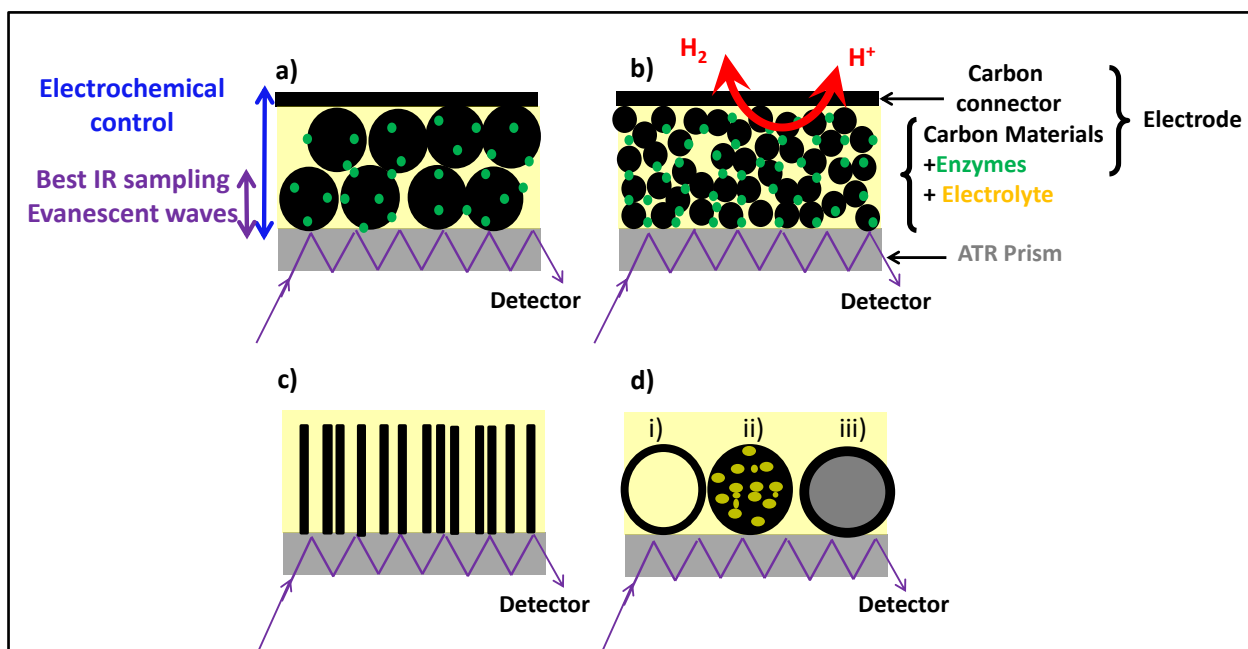 a)
Electrochemical
control
Best IR sampling
Evanescent waves
Detector
b)
H2
H+
Carbon
connector
Carbon Materials
+Enzymes
+ Electrolyte
Electrode
ATR Prism
Detector
c)
Detector
d)
i)
ii)
iii)
Detector